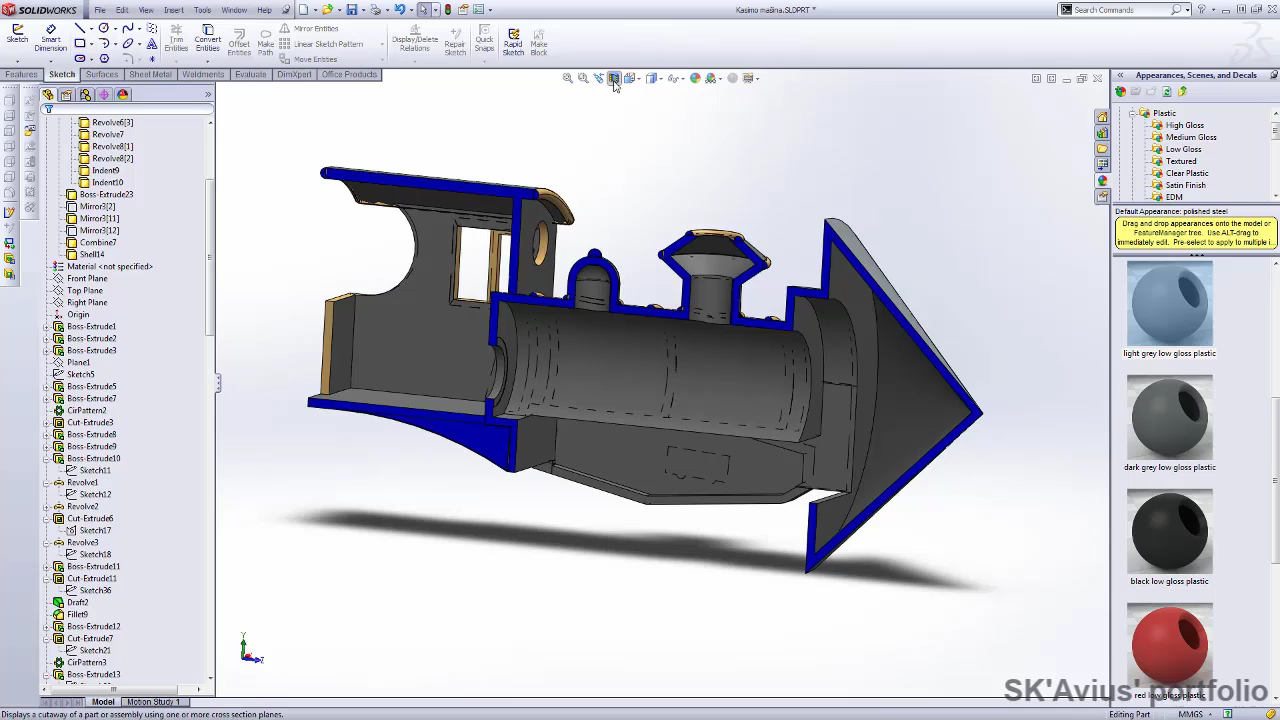 SOLIDWORKS
File
Edit
View
Insert
Tools
Window
Help
Kasimo mašina.SLDPRT *
Search Commands
Sketch
Smart Dimension
Trim Entities
Convert Entities
Offset Entities
Make Path
Mirror Entities
Linear Sketch Pattern
Move Entities
Display/Delete Relations
Repair Sketch
Quick Snaps
Rapid Sketch
Make Block
Features
Sketch
Surfaces
Sheet Metal
Weldments
Evaluate
DimXpert
Office Products
Revolve6[3]
Revolve7
Revolve8[2]
Revolve8[1]
Indent9
Indent10
Boss-Extrude23
Mirror3[2]
Mirror3[11]
Mirror3[12]
Combine7
Shell14
Material <not specified>
Front Plane
Top Plane
Right Plane
Origin
Boss-Extrude1
Boss-Extrude2
Boss-Extrude3
Plane1
Sketch5
Boss-Extrude5
Boss-Extrude7
CirPattern2
Cut-Extrude3
Boss-Extrude8
Boss-Extrude9
Boss-Extrude10
Sketch11
Revolve1
Sketch12
Revolve2
Cut-Extrude6
Sketch17
Revolve3
Sketch18
Boss-Extrude11
Cut-Extrude11
Sketch36
Draft2
Fillet9
Boss-Extrude12
Cut-Extrude7
Sketch21
CirPattern3
Boss-Extrude13
Y
Z
Appearances, Scenes, and Decals
Plastic
High Gloss
Medium Gloss
Low Gloss
Textured
Clear Plastic
Satin Finish
EDM
Default Appearance: polished steel
Drag and drop appearances onto the model or
FeatureManager tree. Use ALT-drag to
immediately edit. Pre-select to apply to multiple i...
light grey low gloss plastic
dark grey low gloss plastic
black low gloss plastic
red low gloss plastic
SK'Avius' portfolio
Model
Motion Study 1
Displays a cutaway of a part or assembly using one or more cross section planes.
Editing Part
MMGS